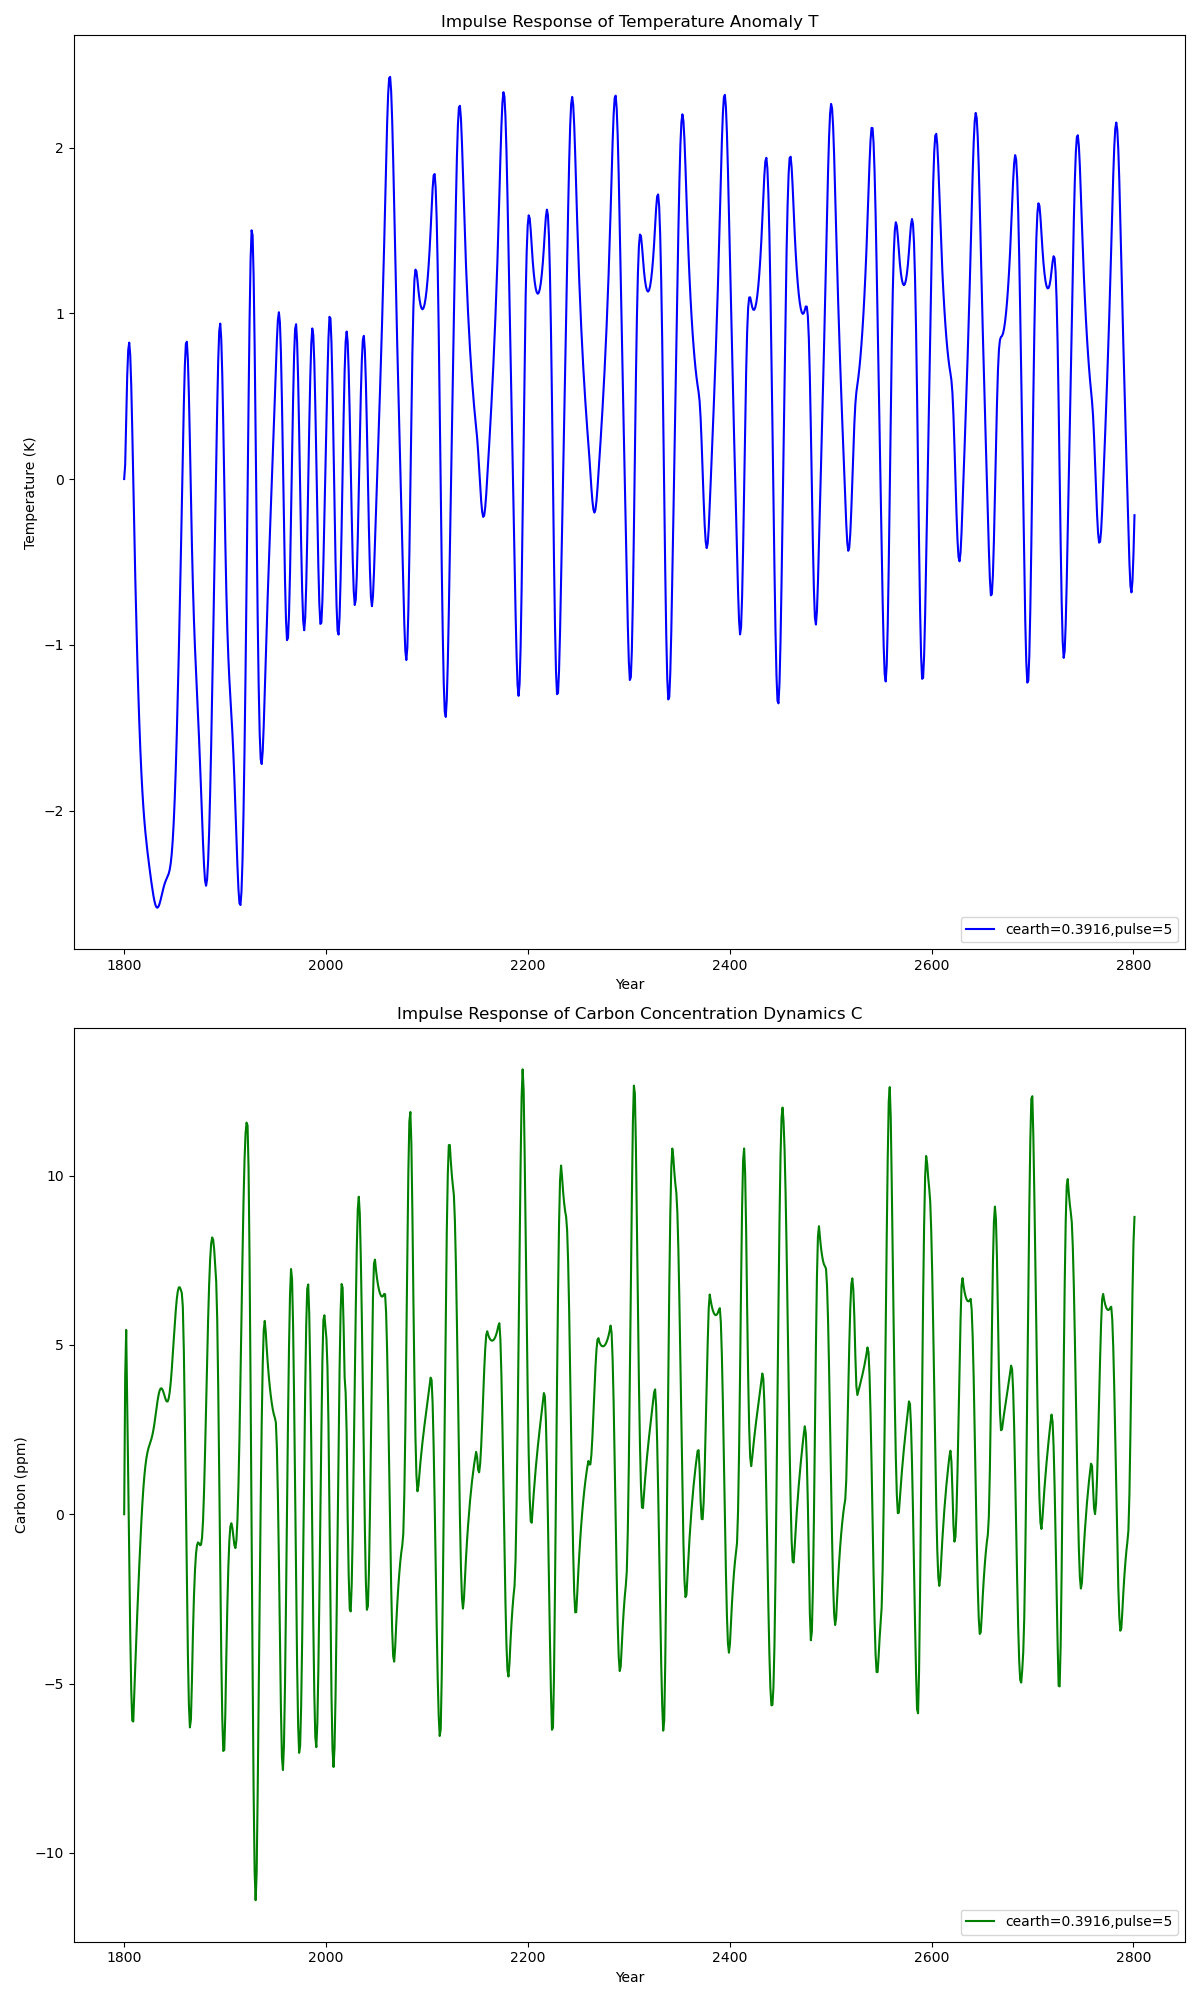 Impulse Response of Temperature Anomaly T
Temperature (K)
2
1
0
−1
−2
cearth=0.3916,pulse=5
1800 2000 2200 2400 2600 2800
Year
Impulse Response of Carbon Concentration Dynamics C
Carbon (ppm)
10
5
0
−5
−10
cearth=0.3916,pulse=5
1800 2000 2200 2400 2600 2800
Year